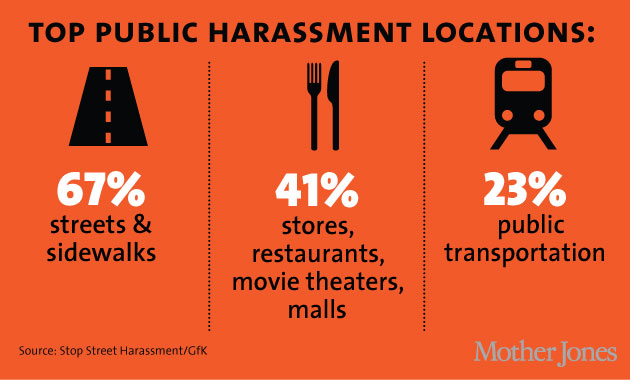 TOP PUBLIC HARASSMENT LOCATIONS:
67%
streets &
sidewalks
41%
stores,
restaurants,
movie theaters,
malls
23%
public
transportation
Source: Stop Street Harassment/GfK
Mother Jones